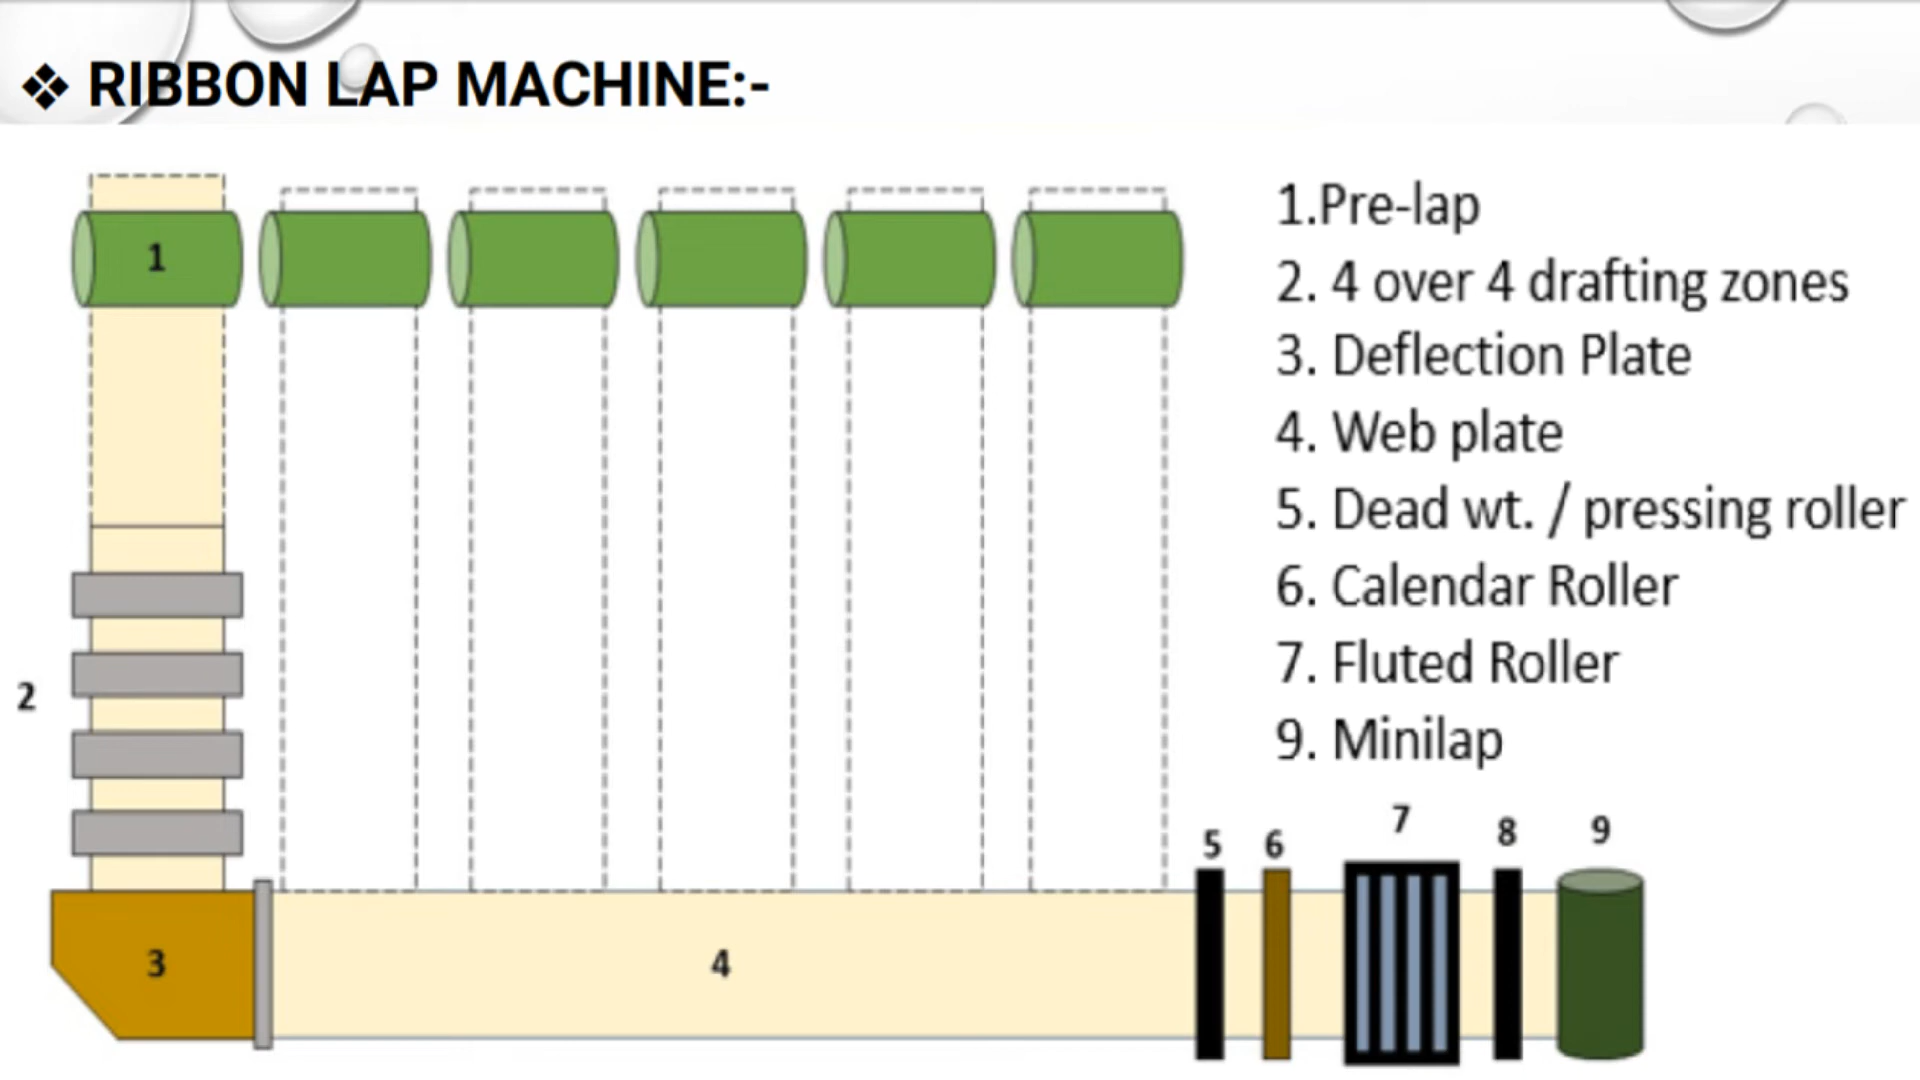 ❖ RIBBON LAP MACHINE:-
1.Pre-lap
2. 4 over 4 drafting zones
3. Deflection Plate
4. Web plate
5. Dead wt. / pressing roller
6. Calendar Roller
7. Fluted Roller
9. Minilap
1
2
3
4
5
6
7
8
9